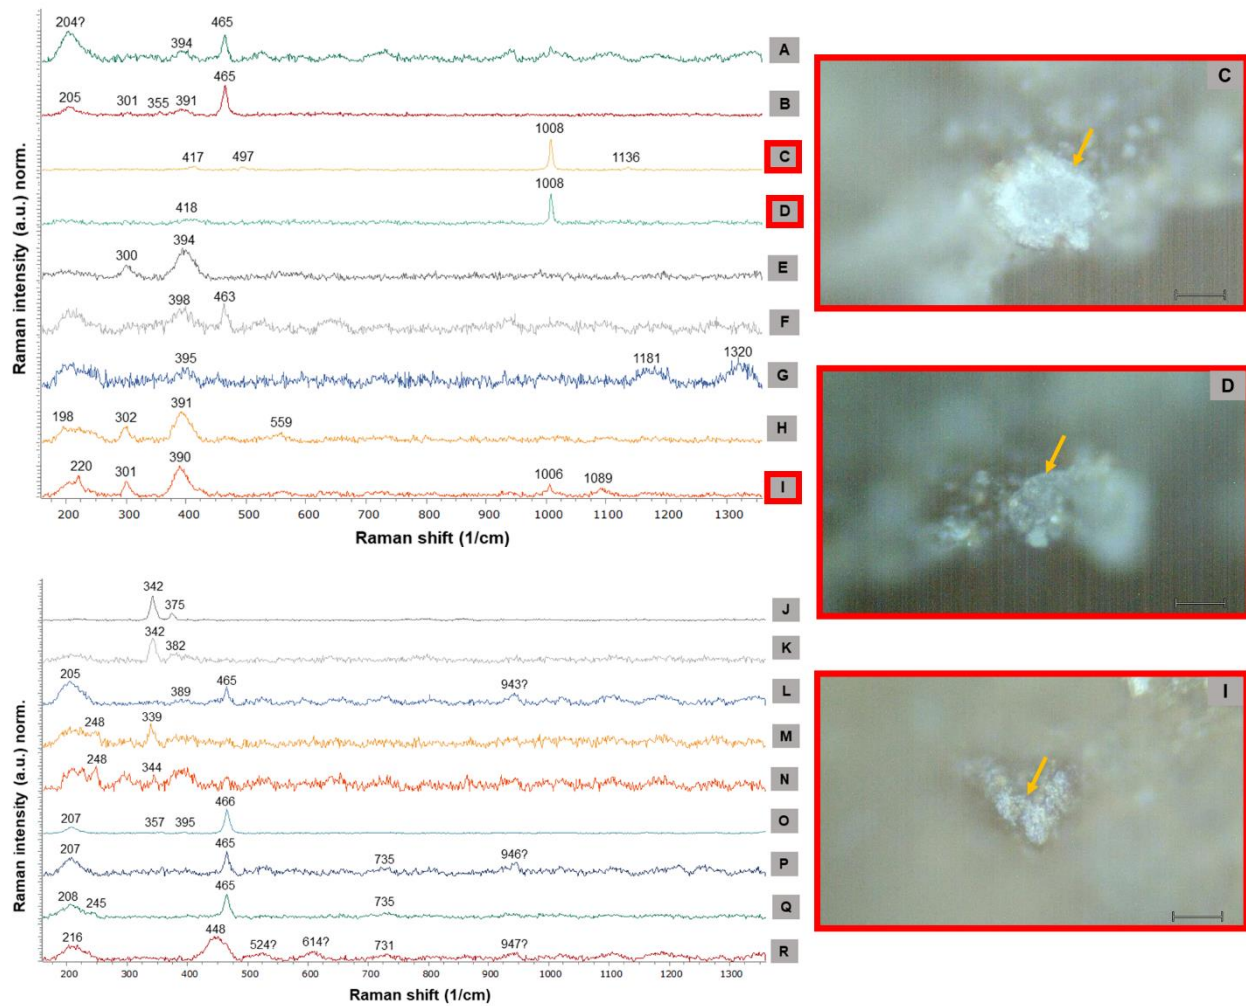 204? 394 465 A
205 301 355 391 465 B
417 497 1008 1136 C
418 1008 D
300 394 E
398 463 F
395 1181 1320 G
198 302 391 559 H
220 301 390 1006 1089 I
200 300 400 500 600 700 800 900 1000 1100 1200 1300
Raman shift (1/cm)
Raman intensity (a.u.) norm.
342 375 J
342 382 K
205 389 465 943? L
248 339 M
248 344 N
207 357 395 466 O
207 465 735 946? P
208 245 465 735 Q
216 448 524? 614? 731 947? R
200 300 400 500 600 700 800 900 1000 1100 1200 1300
Raman shift (1/cm)
Raman intensity (a.u.) norm.
C
D
I